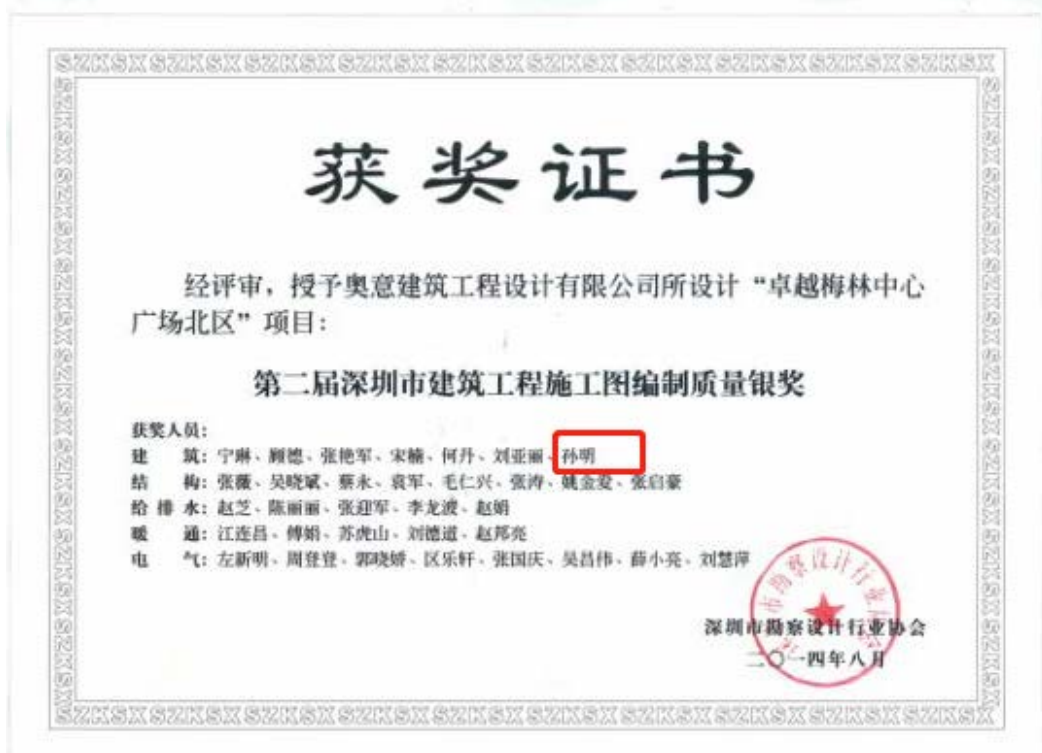 获奖证书
经评审，授予奥意建筑工程设计有限公司所设计“卓越梅林中心
广场北区”项目：
第二届深圳市建筑工程施工图编制质量银奖
获奖人员：
建 筑：宁琳、顾德、张艳军、宋楠、何丹、刘亚丽、孙明
结 构：张薇、吴晓斌、蔡永、袁军、毛仁兴、张涛、姚金爱、张启豪
给 排 水：赵芝、陈丽丽、张迎军、李龙波、赵娟
暖 通：江连昌、傅娟、苏虎山、刘德道、赵邦亮
电 气：左新明、周登登、郭晓娇、区乐轩、张国庆、吴昌伟、薛小亮、刘慧萍
深圳市勘察设计行业协会
二〇一四年八月